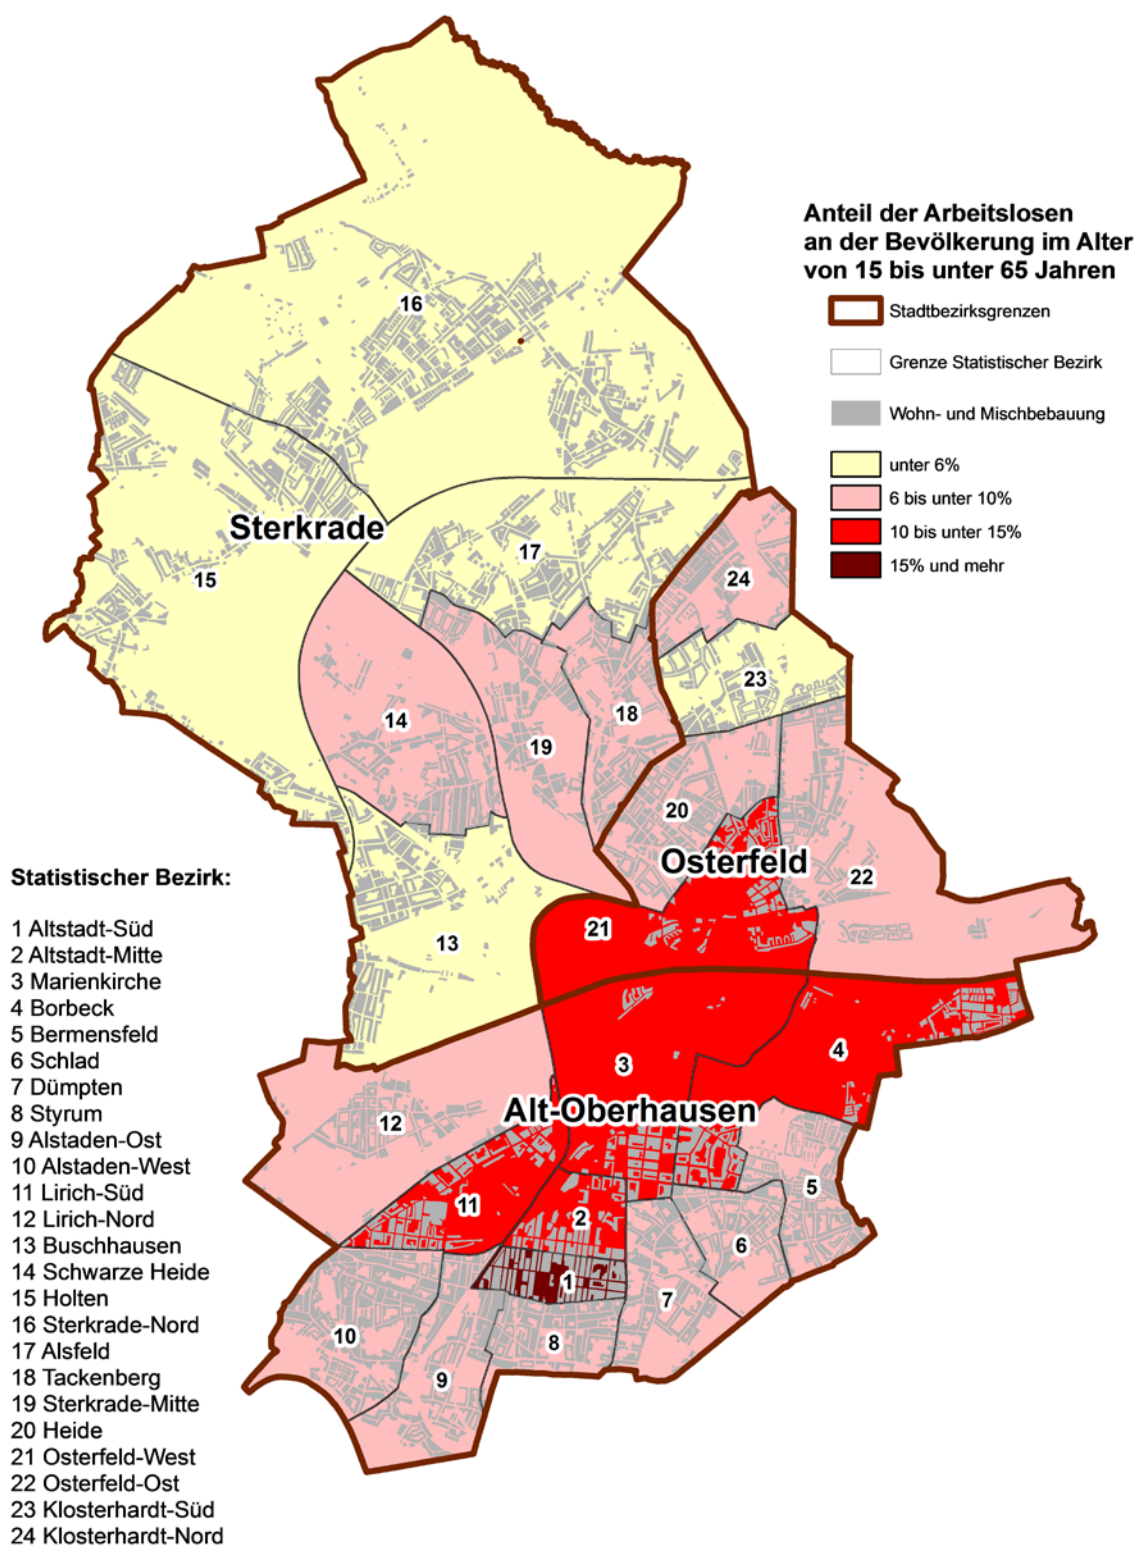 Anteil der Arbeitslosen
an der Bevölkerung im Alter
von 15 bis unter 65 Jahren
Stadtbezirksgrenzen
Grenze Statistischer Bezirk
Wohn- und Mischbebauung
unter 6%
6 bis unter 10%
10 bis unter 15%
15% und mehr
16
Sterkrade
17
15
24
23
14
18
19
20
Osterfeld
22
21
13
3
4
Alt-Oberhausen
12
5
11
2
6
1
7
10
8
9
Statistischer Bezirk:
1 Altstadt-Süd
2 Altstadt-Mitte
3 Marienkirche
4 Borbeck
5 Bermensfeld
6 Schlad
7 Dümpten
8 Styrum
9 Alstaden-Ost
10 Alstaden-West
11 Lirich-Süd
12 Lirich-Nord
13 Buschhausen
14 Schwarze Heide
15 Holten
16 Sterkrade-Nord
17 Alsfeld
18 Tackenberg
19 Sterkrade-Mitte
20 Heide
21 Osterfeld-West
22 Osterfeld-Ost
23 Klosterhardt-Süd
24 Klosterhardt-Nord